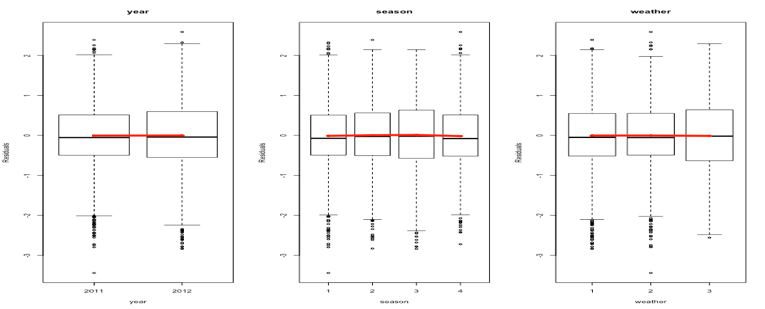 year
2
1
0
-1
-2
-3
Residuals
2011 2012
year
season
2
1
0
-1
-2
-3
Residuals
1 2 3 4
season
weather
2
1
0
-1
-2
-3
Residuals
1 2 3
weather